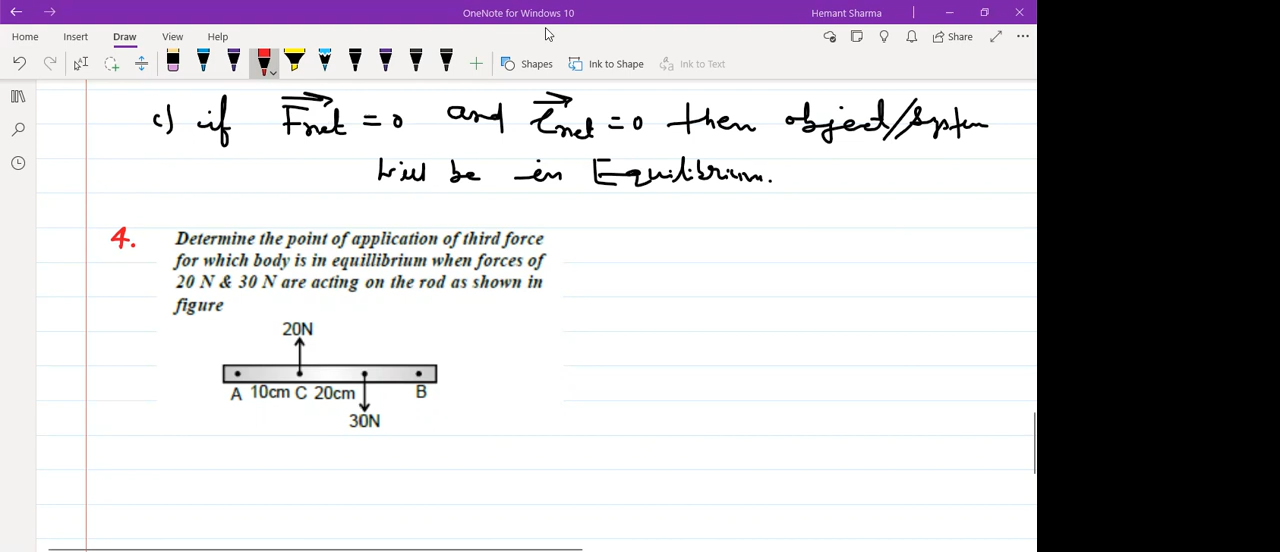 OneNote for Windows 10
Hemant Sharma
Home Insert Draw View Help
Share
Shapes
Ink to Shape
Ink to Text
c) if Fnet = 0 and τnet = 0 then object/system
will be in Equilibrium.
4.
Determine the point of application of third force
for which body is in equillibrium when forces of
20 N & 30 N are acting on the rod as shown in
figure
20N
A 10cm C 20cm B
30N